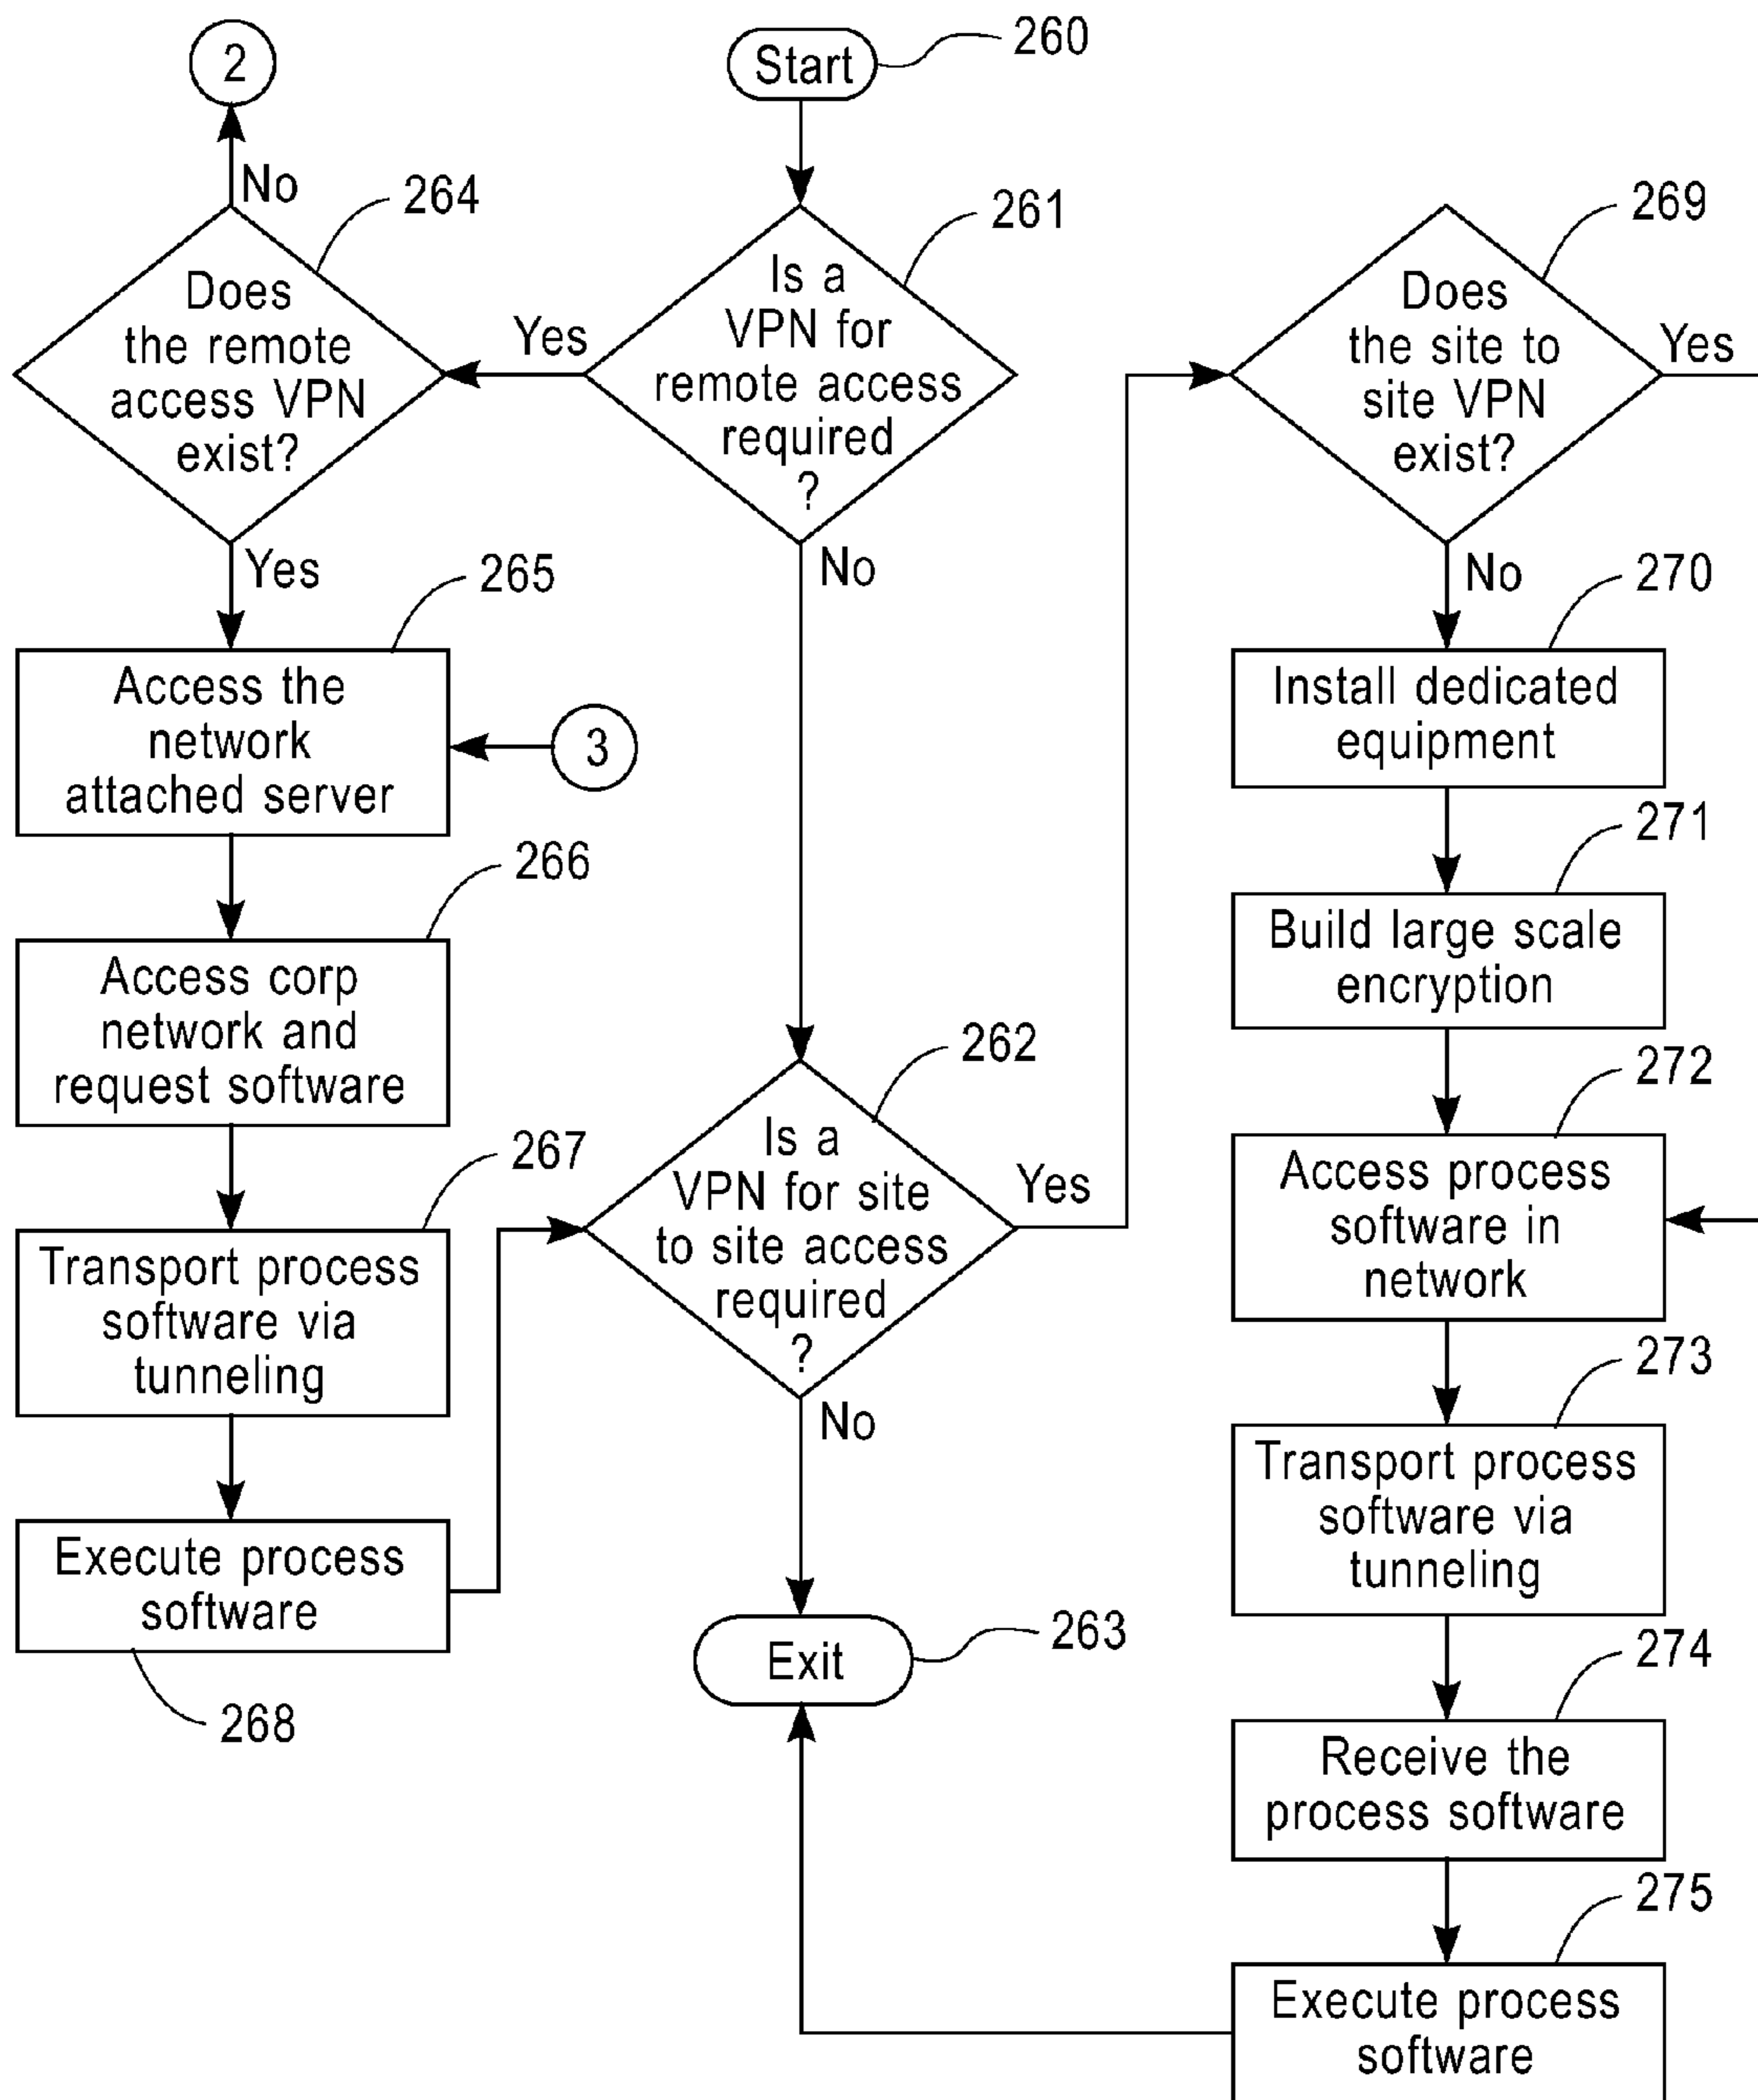 2
Start
260
No
264
Does
the remote
access VPN
exist?
Yes
261
Is a
VPN for
remote access
required
?
269
Does
the site to
site VPN
exist?
Yes
Yes
265
Access the
network
attached server
3
No
No
270
Install dedicated
equipment
271
Build large scale
encryption
266
Access corp
network and
request software
262
Is a
VPN for site
to site access
required
?
Yes
272
Access process
software in
network
267
Transport process
software via
tunneling
No
273
Transport process
software via
tunneling
Execute process
software
268
Exit
263
274
Receive the
process software
275
Execute process
software